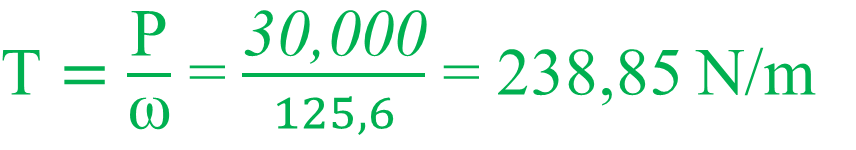 T = P/ω = 30,000/125,6 = 238,85 N/m